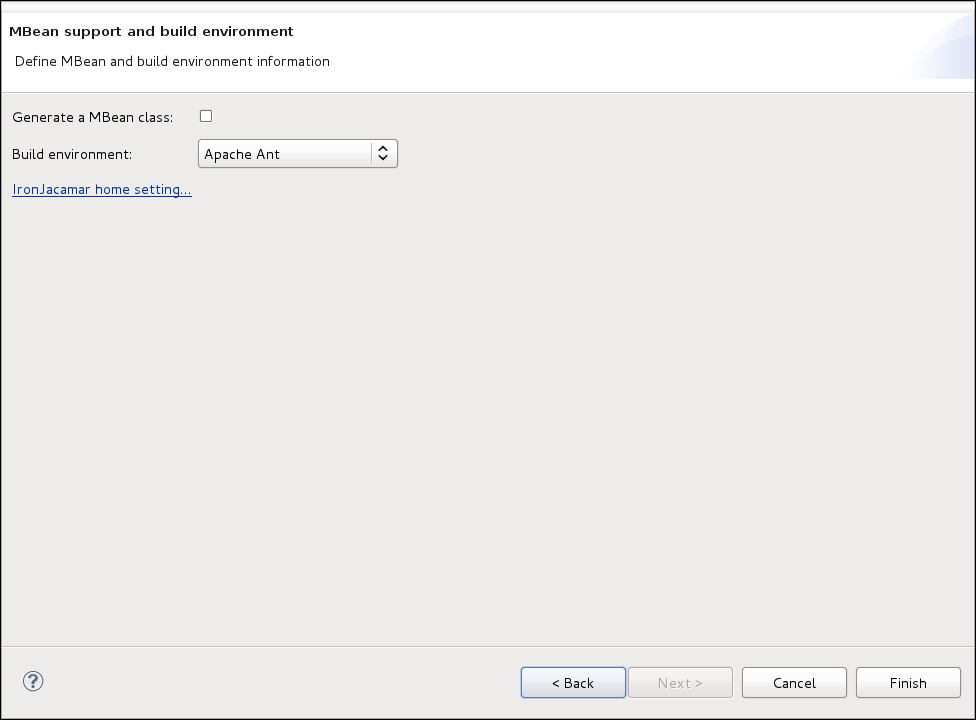 MBean support and build environment
Define MBean and build environment information
Generate a MBean class:
Build environment: Apache Ant
IronJacamar home setting...
? < Back Next > Cancel Finish